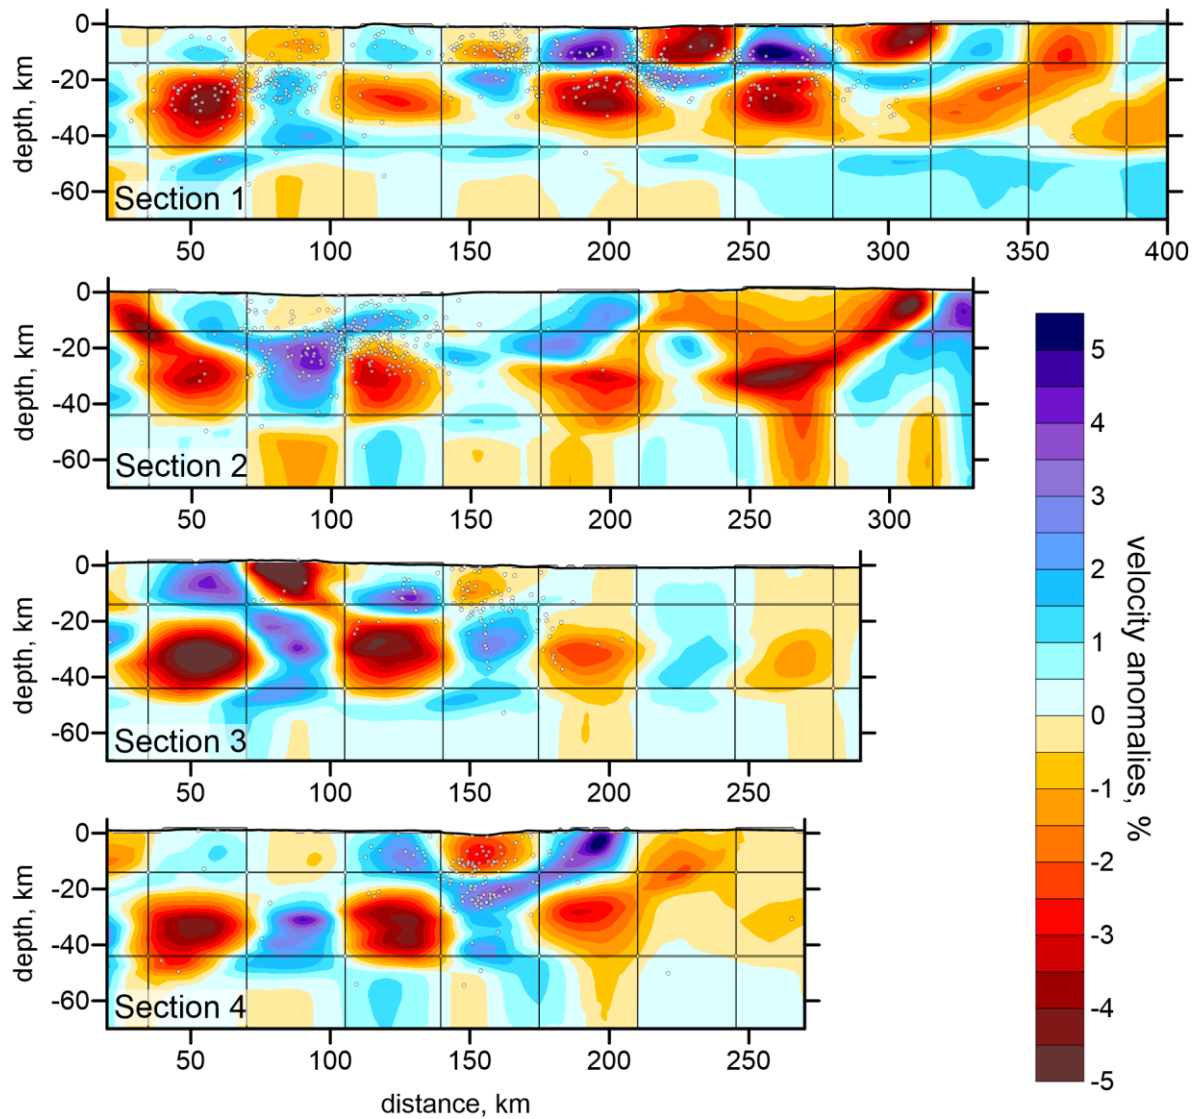 0
-20
-40
-60
depth, km
Section 1
50 100 150 200 250 300 350 400
0
-20
-40
-60
depth, km
Section 2
50 100 150 200 250 300
0
-20
-40
-60
depth, km
Section 3
50 100 150 200 250
0
-20
-40
-60
depth, km
Section 4
50 100 150 200 250
distance, km
5
4
3
2
1
0
-1
-2
-3
-4
-5
velocity anomalies, %